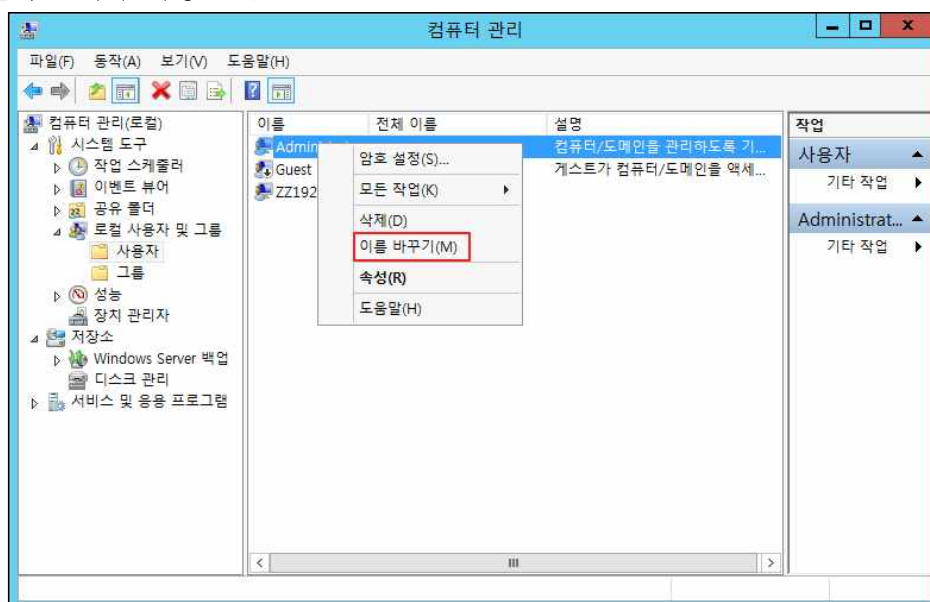 컴퓨터 관리
파일(F) 동작(A) 보기(V) 도움말(H)
컴퓨터 관리(로컬)
시스템 도구
작업 스케줄러
이벤트 뷰어
공유 폴더
로컬 사용자 및 그룹
사용자
그룹
성능
장치 관리자
저장소
Windows Server 백업
디스크 관리
서비스 및 응용 프로그램
이름 전체 이름 설명
컴퓨터/도메인을 관리하도록 기...
Guest 게스트가 컴퓨터/도메인을 액세...
ZZ192
암호 설정(S)...
모든 작업(K)
삭제(D)
이름 바꾸기(M)
속성(R)
도움말(H)
작업
사용자
기타 작업
Administrat...
기타 작업